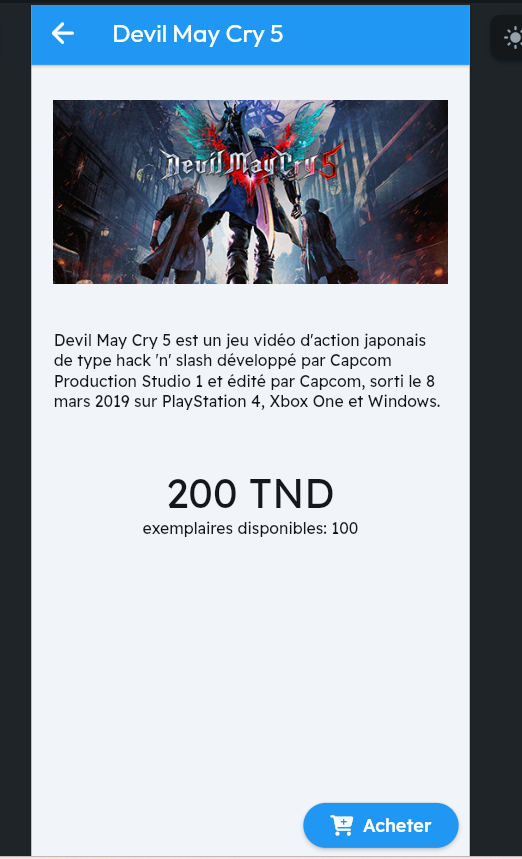 Devil May Cry 5
Devil May Cry 5
Devil May Cry 5 est un jeu vidéo d'action japonais
de type hack 'n' slash développé par Capcom
Production Studio 1 et édité par Capcom, sorti le 8
mars 2019 sur PlayStation 4, Xbox One et Windows.
200 TND
exemplaires disponibles: 100
Acheter